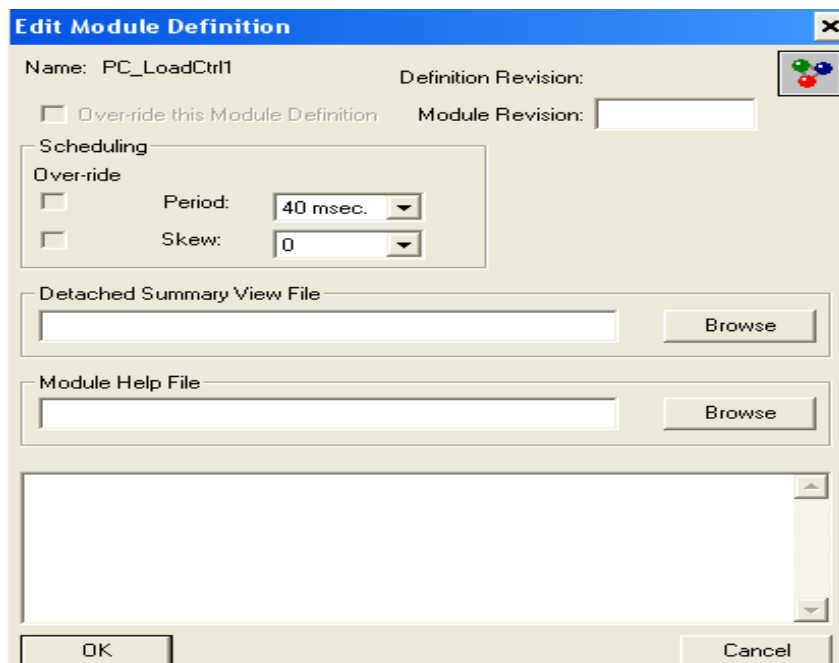 Edit Module Definition
Name: PC_LoadCtrl1
Definition Revision:
Over-ride this Module Definition
Module Revision:
Scheduling
Over-ride
Period:
40 msec.
Skew:
0
Detached Summary View File
Browse
Module Help File
Browse
OK
Cancel